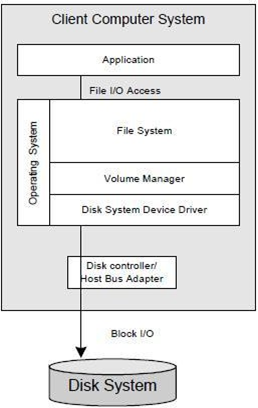 Client Computer System
Application
File I/O Access
Operating System
File System
Volume Manager
Disk System Device Driver
Disk controller/
Host Bus Adapter
Block I/O
Disk System